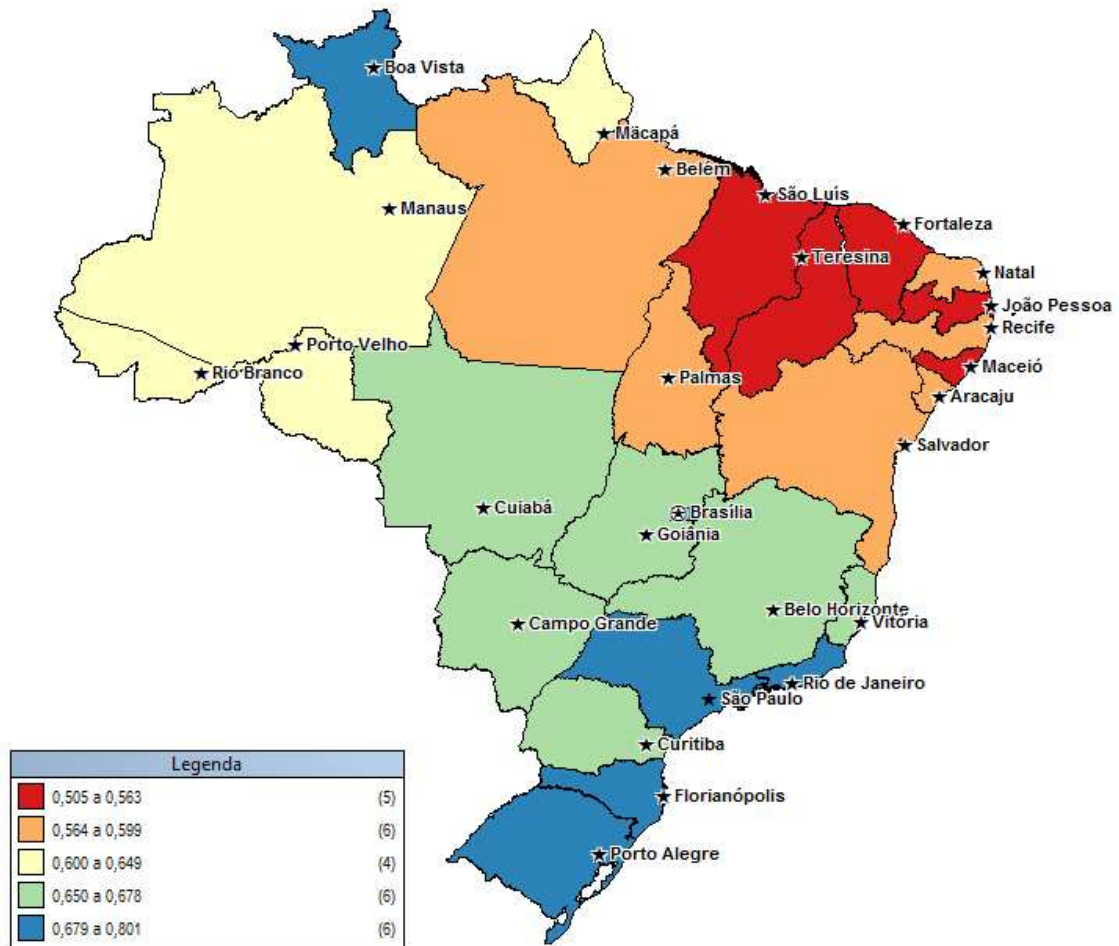 Boa Vista
Mäcapá
Belém
São Luís
Manaus
Fortaleza
Teresina
Natal
João Pessoa
Recife
Porto Velho
Maceió
Rió Branco
Palmas
Aracaju
Salvador
Cuiabá
Brasília
Goiânia
Belo Horizonte
Campo Grande
Vitória
Rio de Janeiro
São Paulo
Curitiba
Florianópolis
Porto Alegre
Legenda
0,505 a 0,563 (5)
0,564 a 0,599 (6)
0,600 a 0,649 (4)
0,650 a 0,678 (6)
0,679 a 0,801 (6)